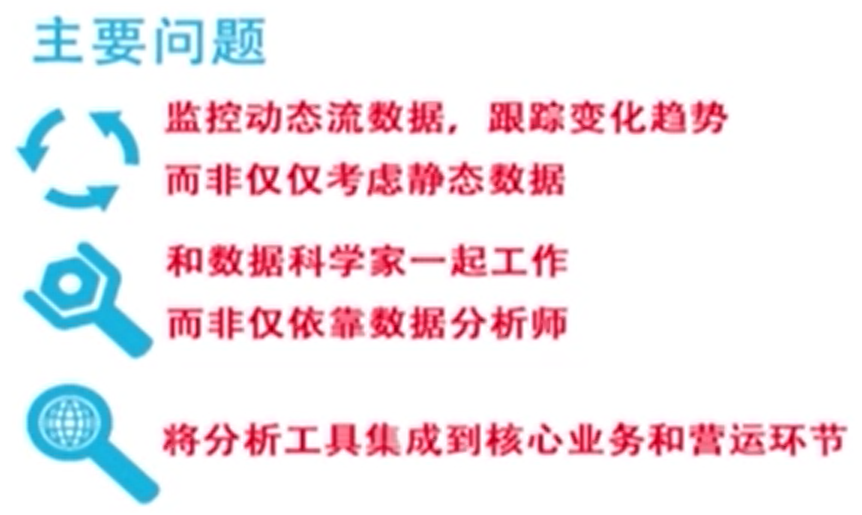 主要问题
监控动态流数据，跟踪变化趋势
而非仅仅考虑静态数据
和数据科学家一起工作
而非仅依靠数据分析师
将分析工具集成到核心业务和营运环节